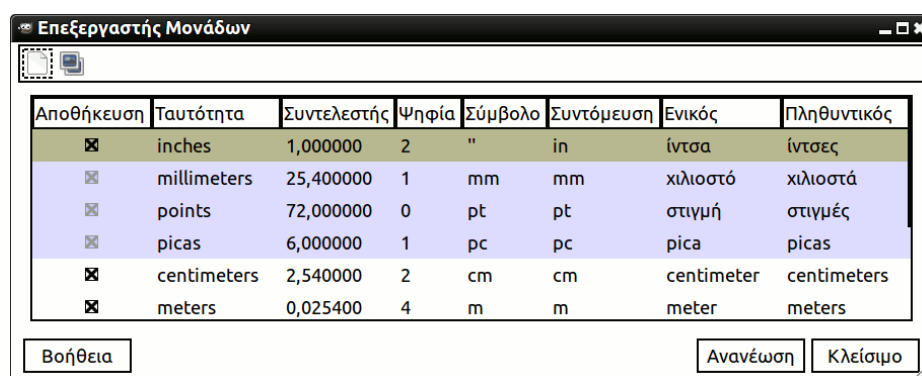 Επεξεργαστής Μονάδων
Αποθήκευση Ταυτότητα Συντελεστής Ψηφία Σύμβολο Συντόμευση Ενικός Πληθυντικός
inches 1,000000 2 " in ίντσα ίντσες
millimeters 25,400000 1 mm mm χιλιοστό χιλιοστά
points 72,000000 0 pt pt στιγμή στιγμές
picas 6,000000 1 pc pc pica picas
centimeters 2,540000 2 cm cm centimeter centimeters
meters 0,025400 4 m m meter meters
Βοήθεια Ανανέωση Κλείσιμο